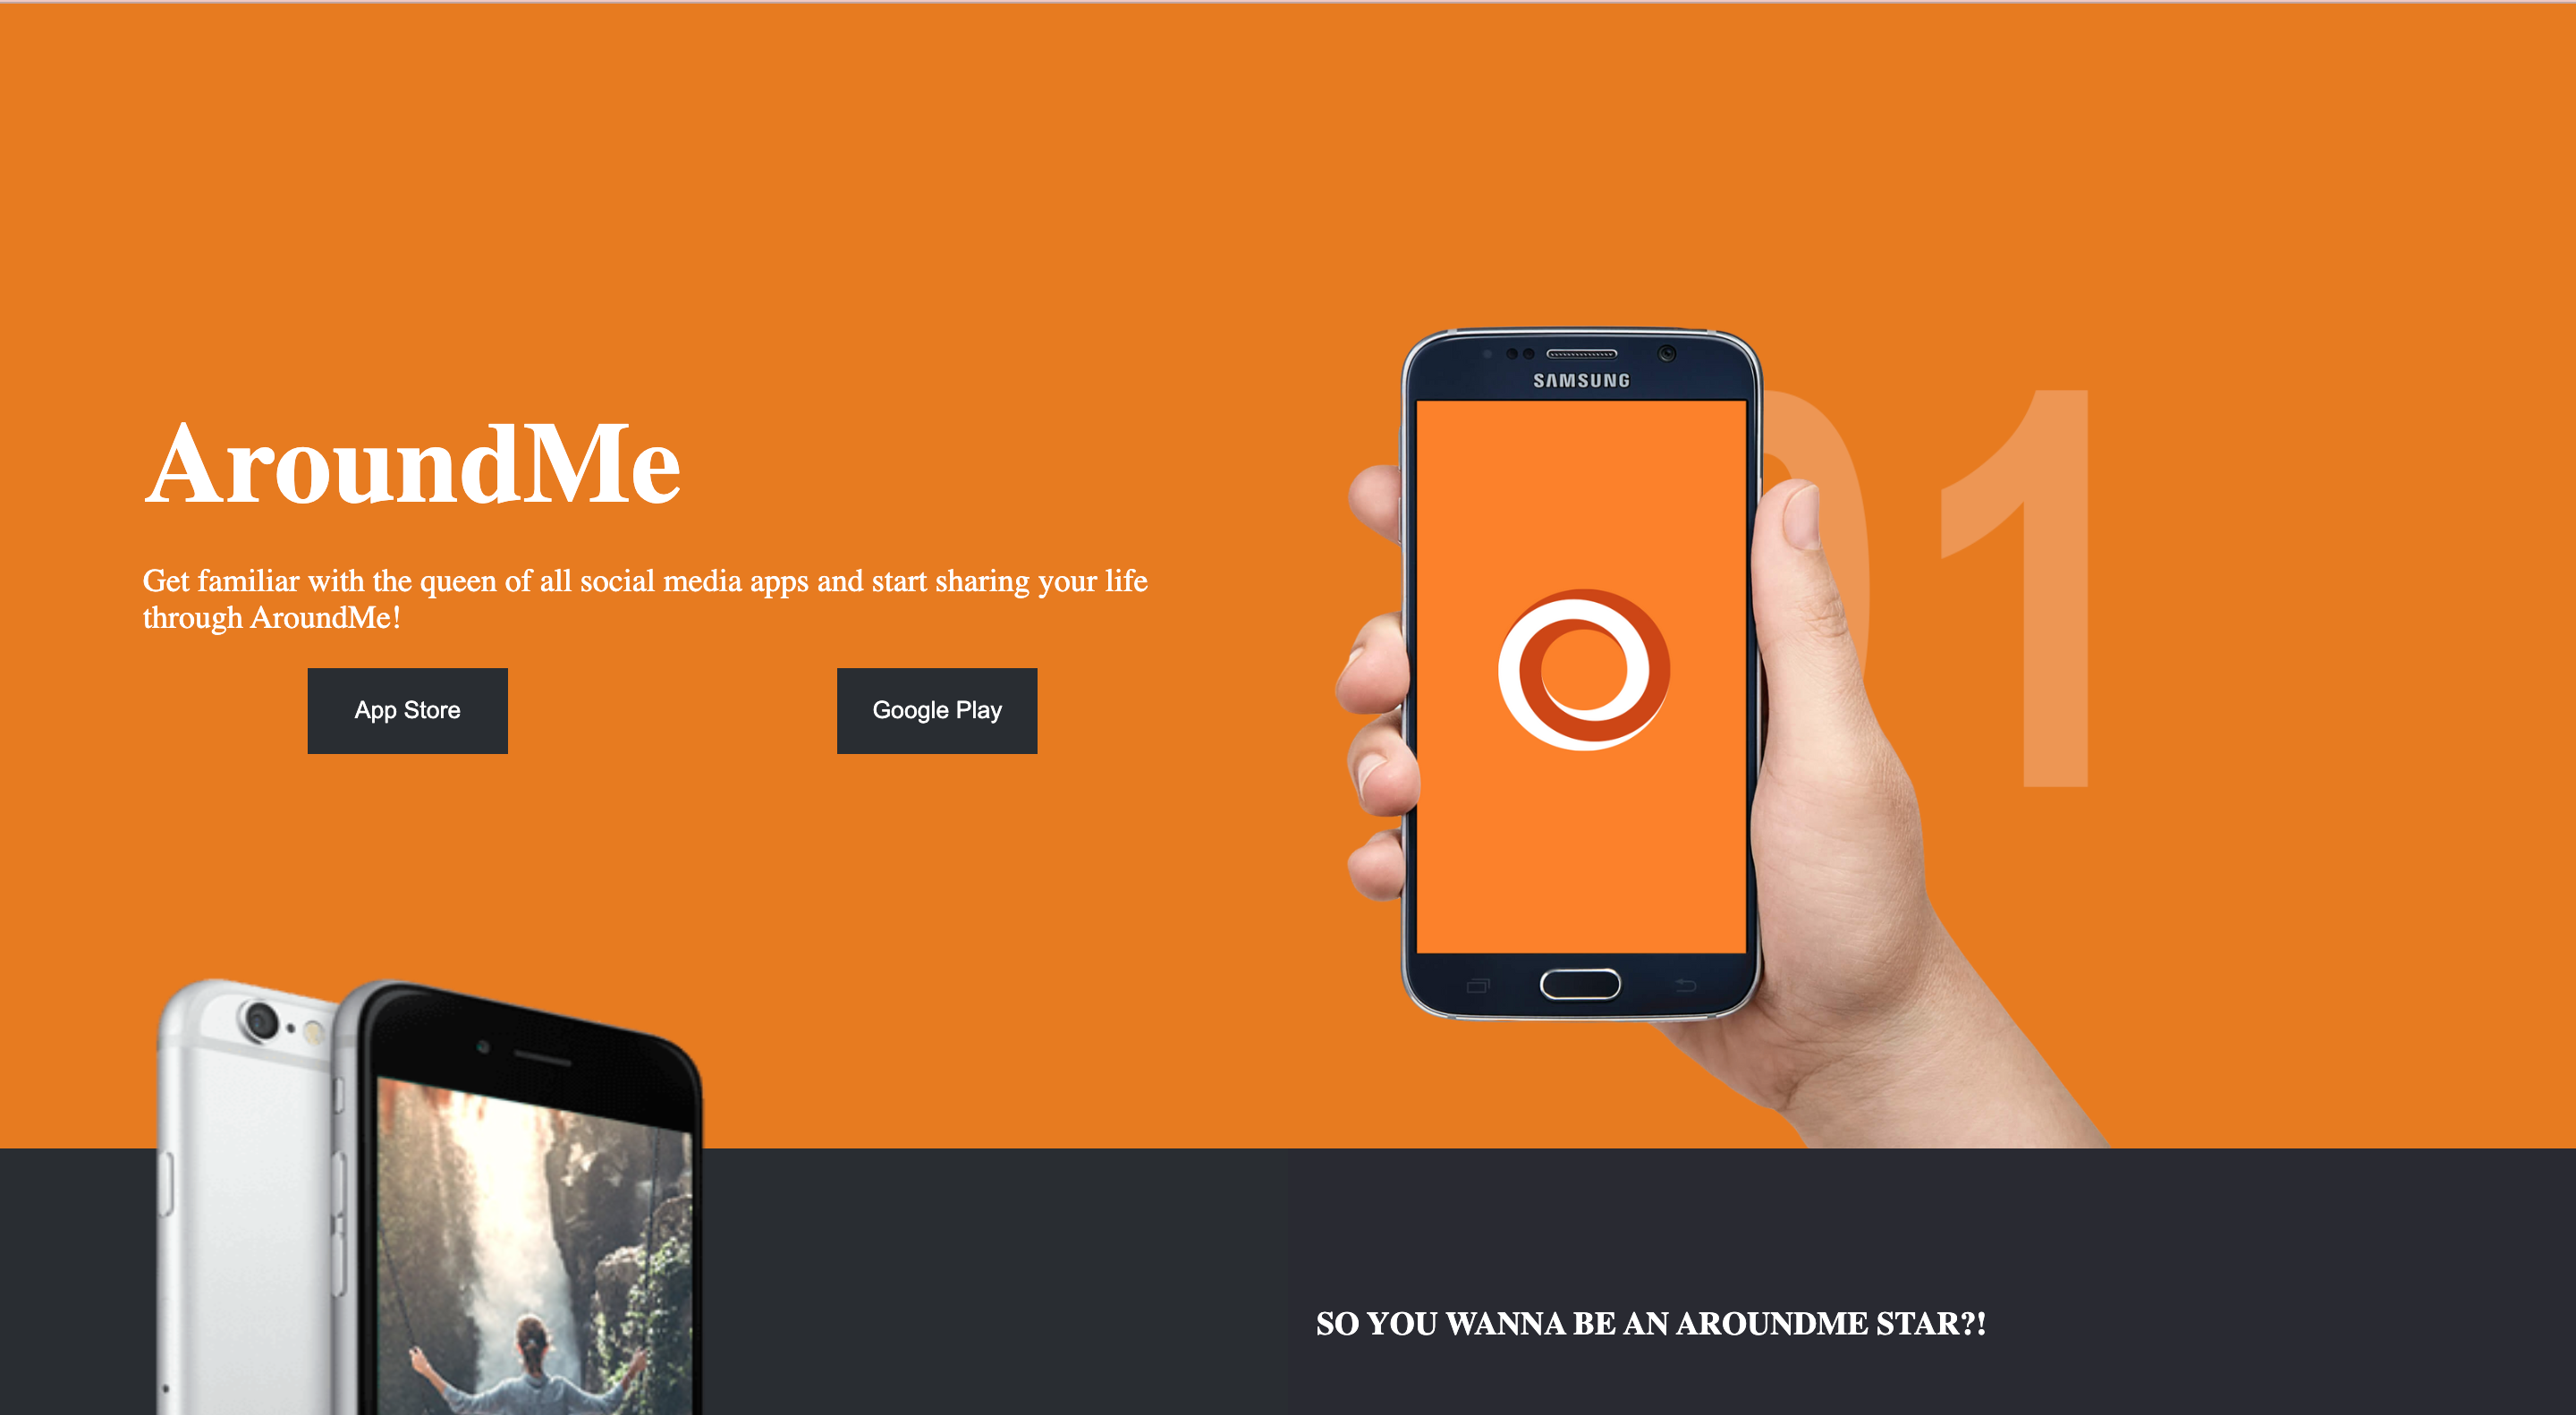 AroundMe
Get familiar with the queen of all social media apps and start sharing your life
through AroundMe!
App Store
Google Play
SAMSUNG
01
SO YOU WANNA BE AN AROUNDME STAR?!